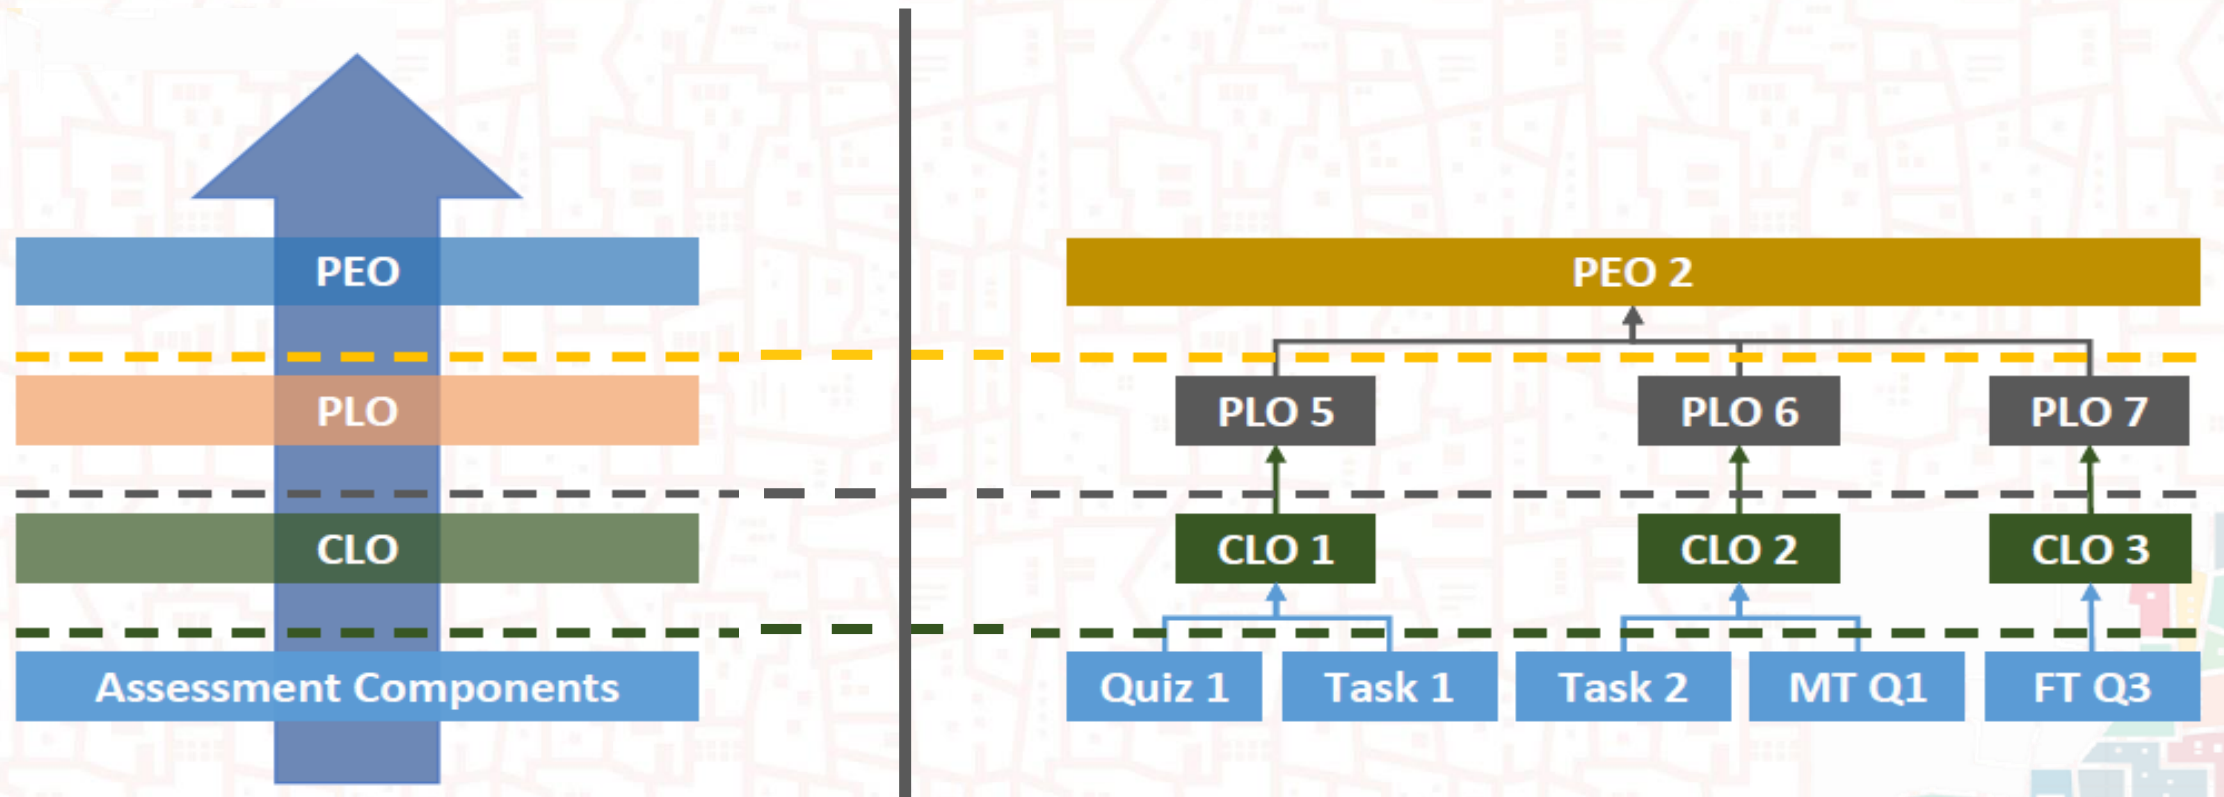 PEO
PLO
CLO
Assessment Components
PEO 2
PLO 5
PLO 6
PLO 7
CLO 1
CLO 2
CLO 3
Quiz 1
Task 1
Task 2
MT Q1
FT Q3